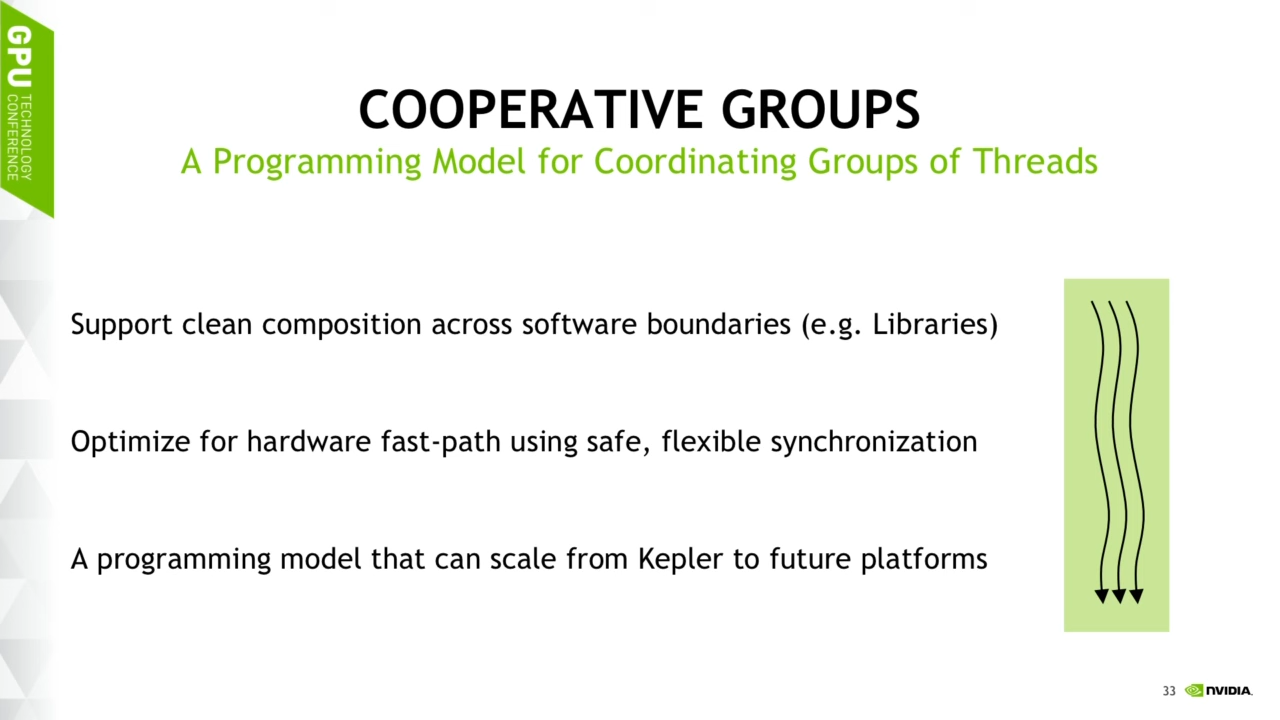 GPU
TECHNOLOGY
CONFERENCE
COOPERATIVE GROUPS
A Programming Model for Coordinating Groups of Threads
Support clean composition across software boundaries (e.g. Libraries)
Optimize for hardware fast-path using safe, flexible synchronization
A programming model that can scale from Kepler to future platforms
33 NVIDIA.